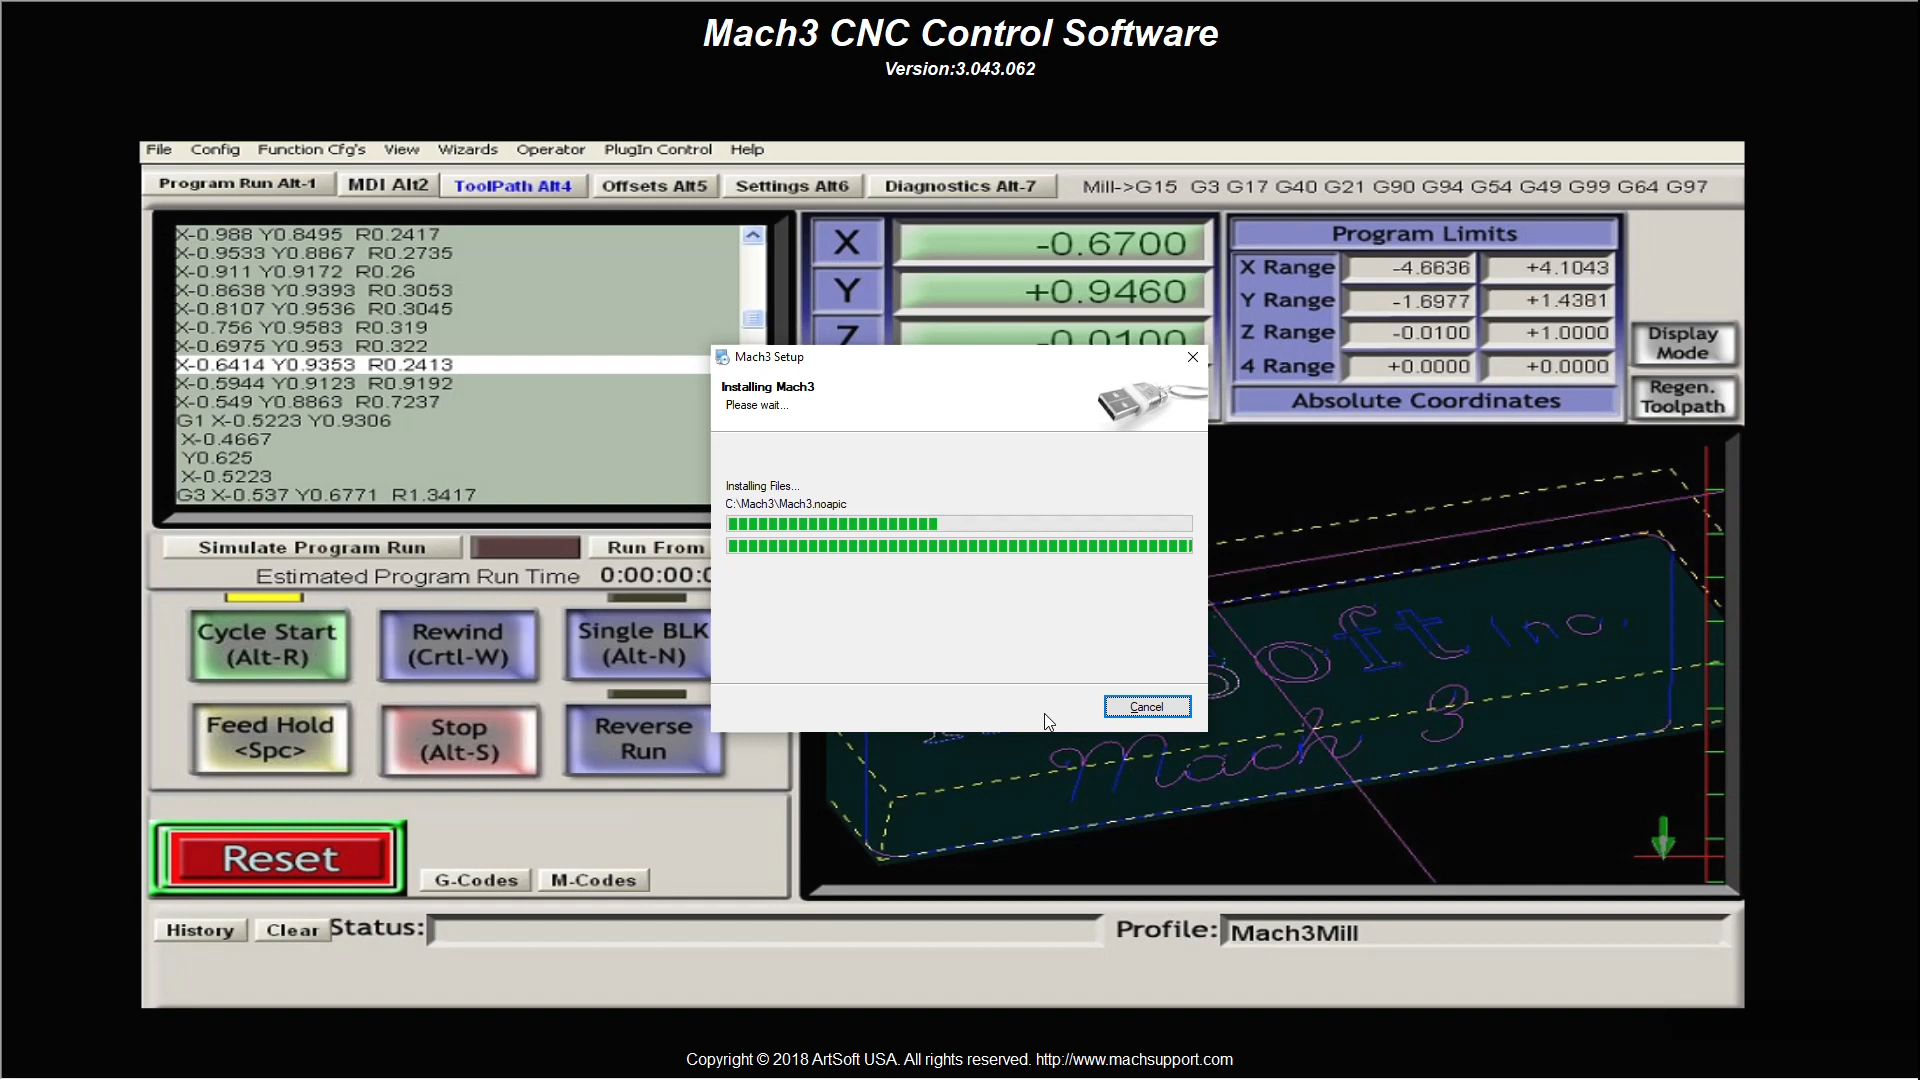 Mach3 CNC Control Software
Version:3.043.062
File Config Function Cfg's View Wizards Operator PlugIn Control Help
Program Run Alt-1 MDI Alt2 ToolPath Alt4 Offsets Alt5 Settings Alt6 Diagnostics Alt-7 Mill->G15 G3 G17 G40 G21 G90 G94 G54 G49 G99 G64 G97
X-0.988 Y0.8495 R0.2417
X-0.9533 Y0.8867 R0.2735
X-0.911 Y0.9172 R0.26
X-0.8638 Y0.9393 R0.3053
X-0.8107 Y0.9536 R0.3045
X-0.756 Y0.9583 R0.319
X-0.6975 Y0.953 R0.322
X-0.6414 Y0.9353 R0.2413
X-0.5944 Y0.9123 R0.9192
X-0.549 Y0.8863 R0.7237
G1 X-0.5223 Y0.9306
X-0.4667
Y0.625
X-0.5223
G3 X-0.537 Y0.6771 R1.3417
X -0.6700
Y +0.9460
Z -0.0100
Program Limits
X Range -4.6636 +4.1043
Y Range -1.6977 +1.4381
Z Range -0.0100 +1.0000
4 Range +0.0000 +0.0000
Absolute Coordinates
Display
Mode
Regen.
Toolpath
Mach3 Setup
Installing Mach3
Please wait...
Installing Files...
C:\Mach3\Mach3.noapic
Cancel
Simulate Program Run Run From
Estimated Program Run Time 0:00:00:0
Cycle Start
(Alt-R)
Rewind
(Crtl-W)
Single BLK
(Alt-N)
Feed Hold
<Spc>
Stop
(Alt-S)
Reverse
Run
Reset
G-Codes M-Codes
soft Inc.
Mach 3
History Clear Status: Profile: Mach3Mill
Copyright © 2018 ArtSoft USA. All rights reserved. http://www.machsupport.com